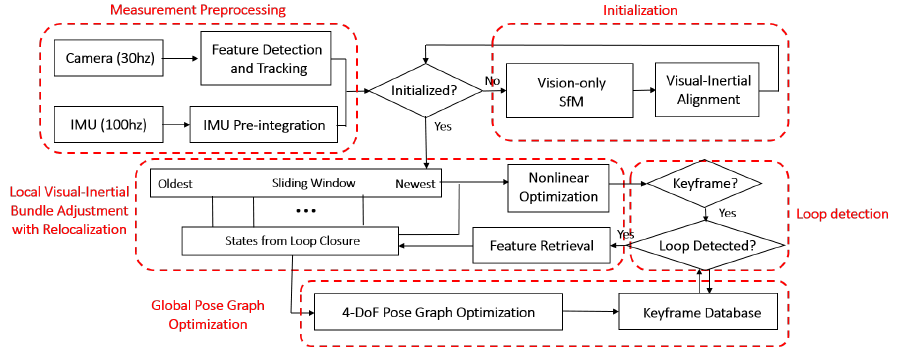 Measurement Preprocessing
Initialization
Camera (30hz)
Feature Detection
and Tracking
IMU (100hz)
IMU Pre-integration
Initialized?
No
Yes
Vision-only
SfM
Visual-Inertial
Alignment
Local Visual-Inertial
Bundle Adjustment
with Relocalization
Oldest
Sliding Window
Newest
•••
States from Loop Closure
Nonlinear
Optimization
Feature Retrieval
Keyframe?
Yes
Loop Detected?
Yes
Loop detection
Global Pose Graph
Optimization
4-DoF Pose Graph Optimization
Keyframe Database